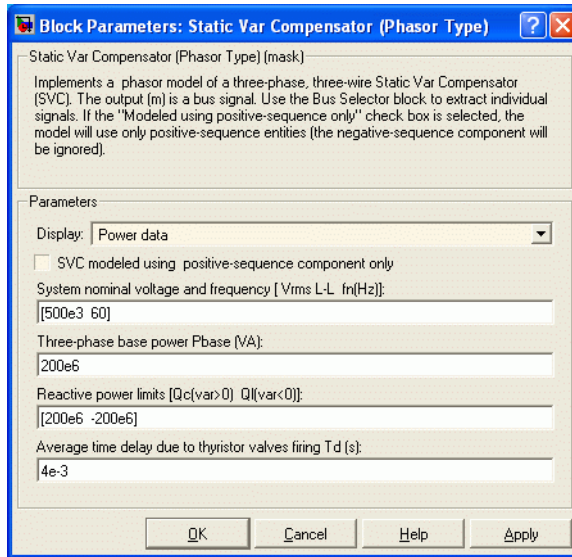 Block Parameters: Static Var Compensator (Phasor Type)
Static Var Compensator (Phasor Type) (mask)
Implements a phasor model of a three-phase, three-wire Static Var Compensator
(SVC). The output (m) is a bus signal. Use the Bus Selector block to extract individual
signals. If the "Modeled using positive-sequence only" check box is selected, the
model will use only positive-sequence entities (the negative-sequence component will
be ignored).
Parameters
Display: Power data
SVC modeled using positive-sequence component only
System nominal voltage and frequency [ Vrms L-L fn(Hz)]:
[500e3 60]
Three-phase base power Pbase (VA):
200e6
Reactive power limits [Qc(var>0) Ql(var<0)]:
[200e6 -200e6]
Average time delay due to thyristor valves firing Td (s):
4e-3
OK Cancel Help Apply